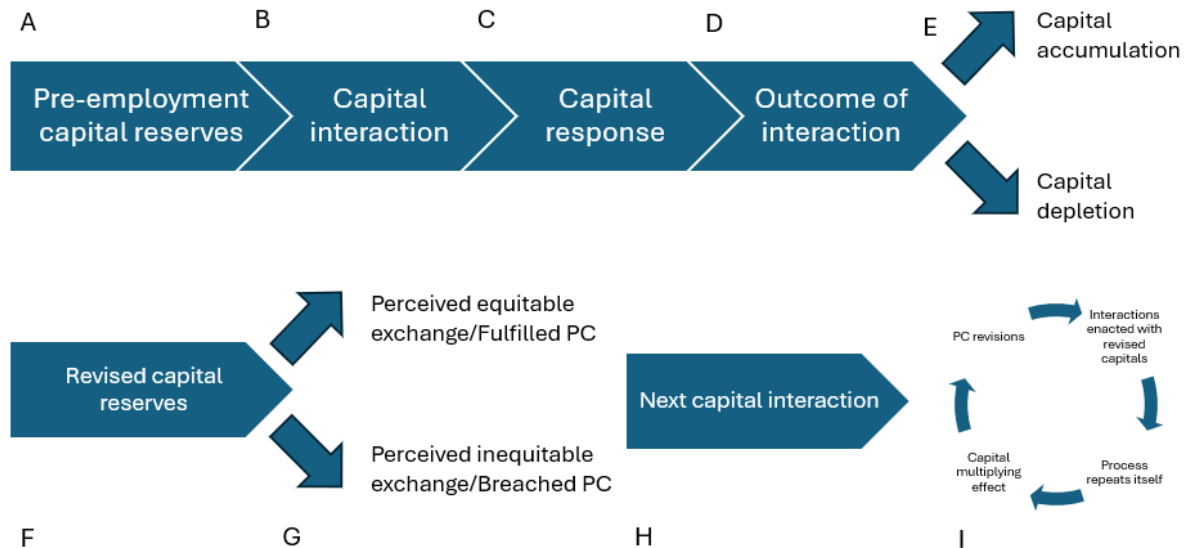 A
B
C
D
E
Capital
accumulation
Pre-employment
capital reserves
Capital
interaction
Capital
response
Outcome of
interaction
Capital
depletion
Revised capital
reserves
Perceived equitable
exchange/Fulfilled PC
Perceived inequitable
exchange/Breached PC
Next capital interaction
PC revisions
Interactions
enacted with
revised
capitals
Process
repeats itself
Capital
multiplying
effect
F
G
H
I